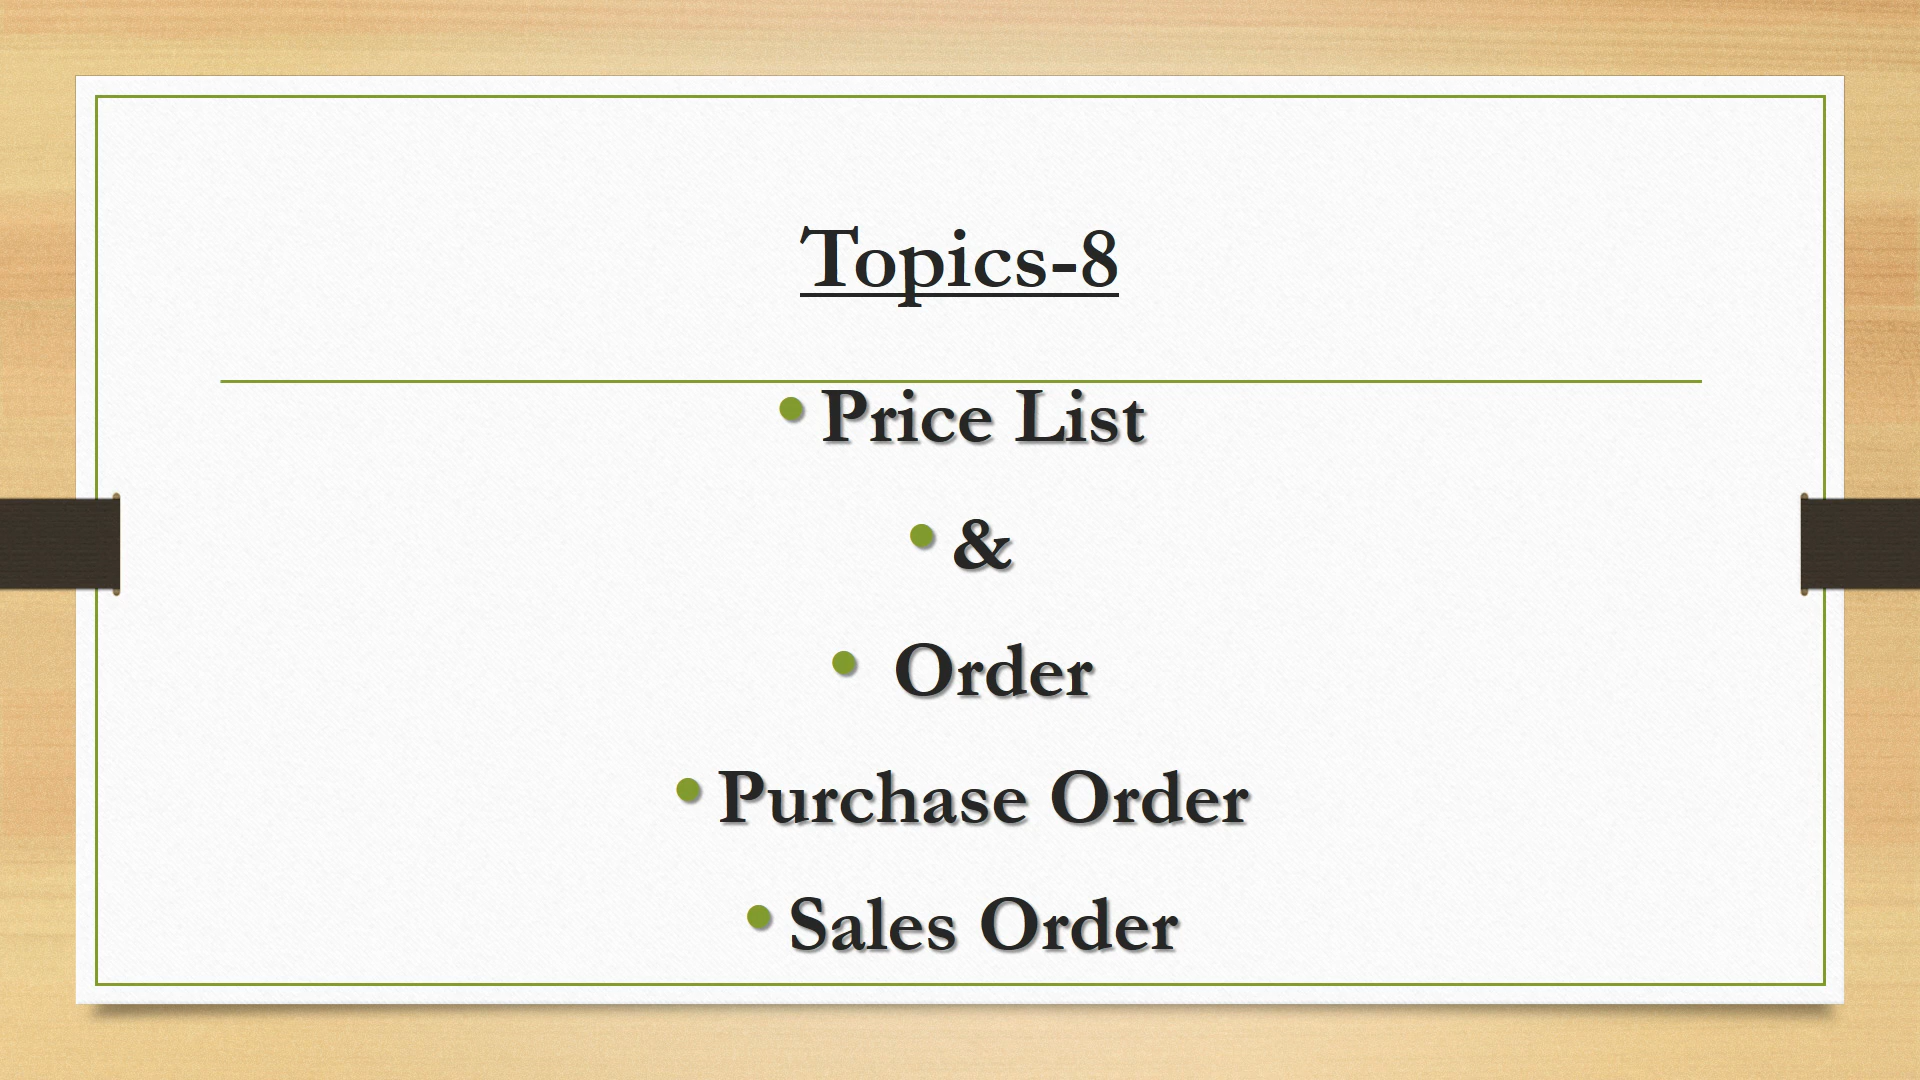 Topics-8
• Price List
• &
• Order
• Purchase Order
• Sales Order